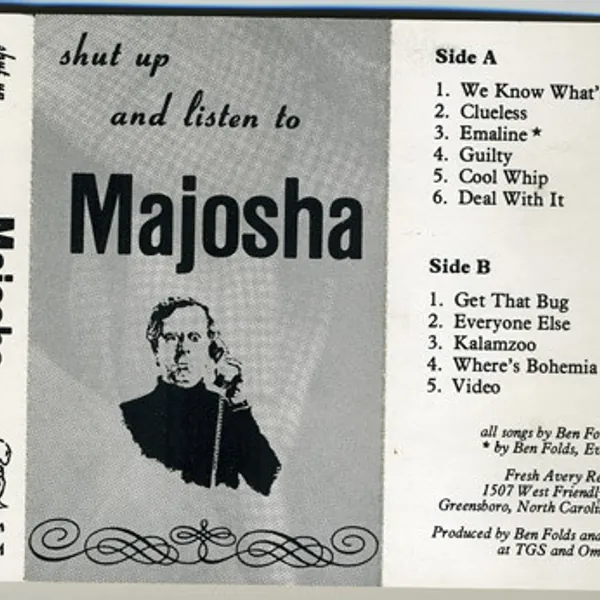 shut up
and listen to
Majosha
Side A
1. We Know What'
2. Clueless
3. Emaline *
4. Guilty
5. Cool Whip
6. Deal With It
Side B
1. Get That Bug
2. Everyone Else
3. Kalamzoo
4. Where's Bohemia
5. Video
all songs by Ben Fo
* by Ben Folds, Ev
Fresh Avery Re
1507 West Friendly
Greensboro, North Caroli
Produced by Ben Folds and
at TGS and Om
shut up
Majosha